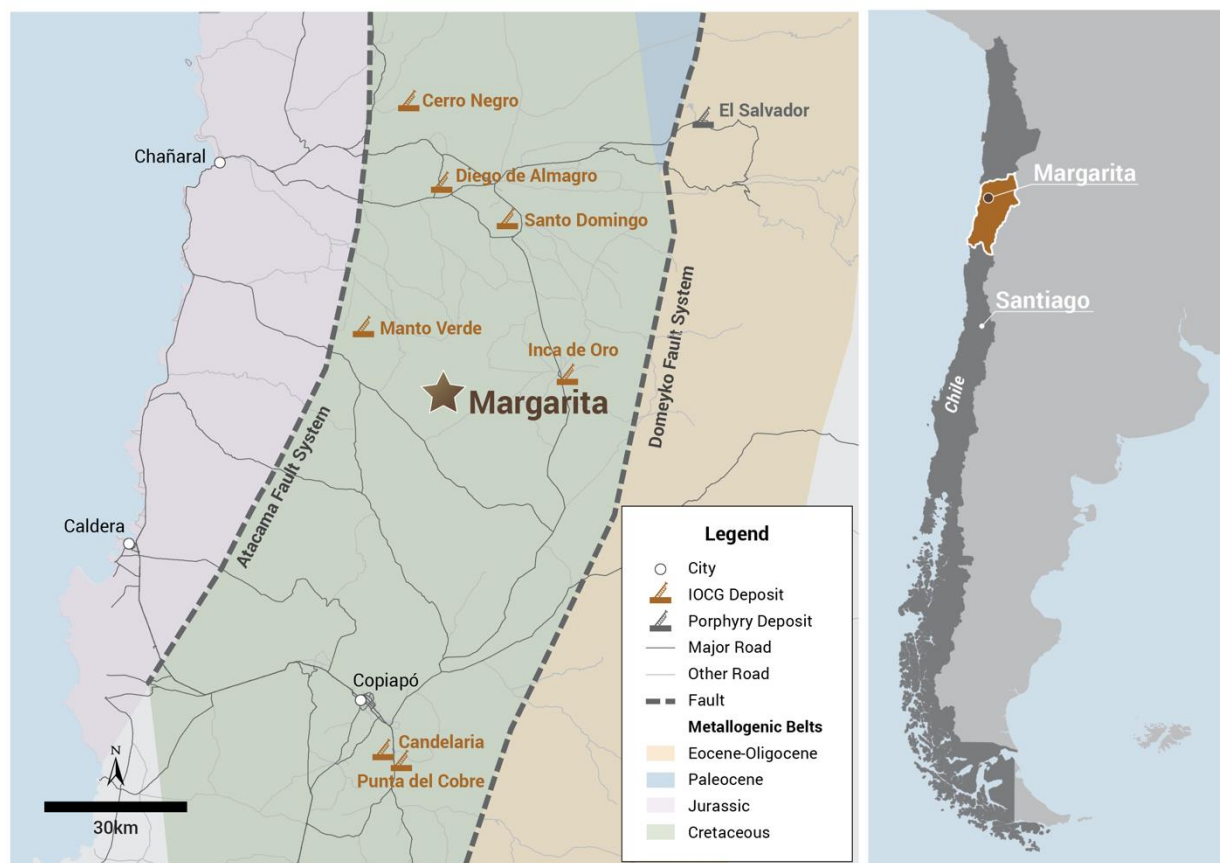 Cerro Negro
El Salvador
Chañaral
Diego de Almagro
Santo Domingo
Manto Verde
Inca de Oro
Margarita
Atacama Fault System
Domeyko Fault System
Caldera
Copiapó
Candelaria
Punta del Cobre
N
30km
Legend
City
IOCG Deposit
Porphyry Deposit
Major Road
Other Road
Fault
Metallogenic Belts
Eocene-Oligocene
Paleocene
Jurassic
Cretaceous
Margarita
Santiago
Chile